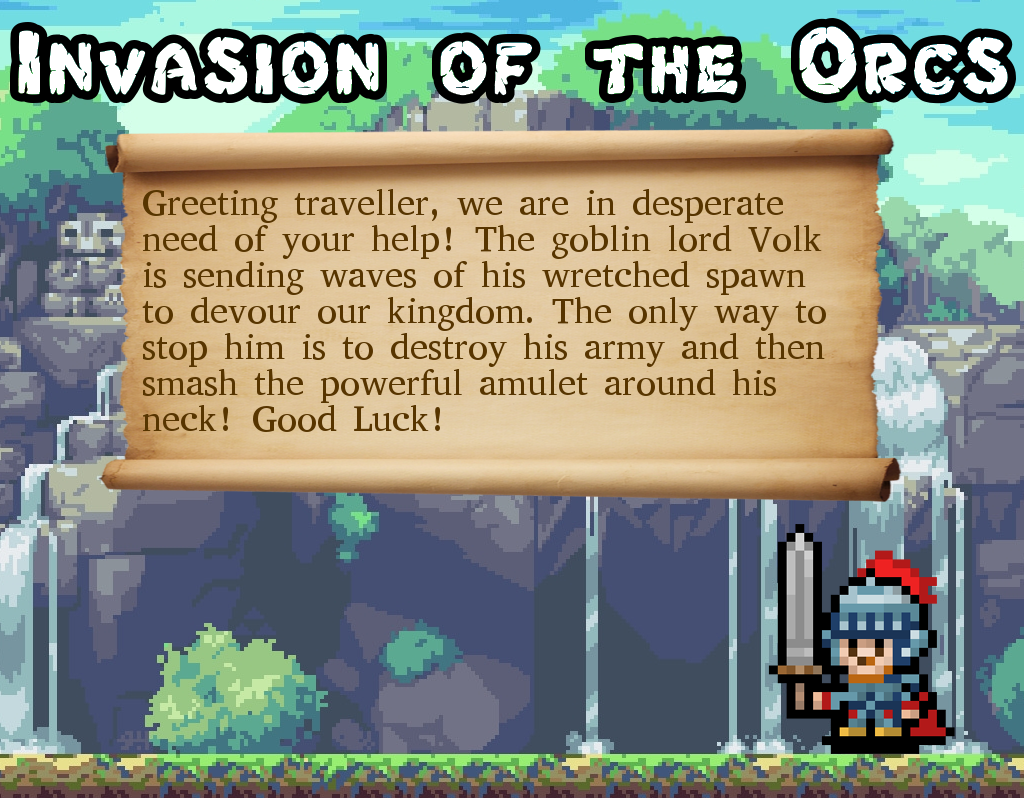 Invasion of the Orcs
Greeting traveller, we are in desperate
need of your help! The goblin lord Volk
is sending waves of his wretched spawn
to devour our kingdom. The only way to
stop him is to destroy his army and then
smash the powerful amulet around his
neck! Good Luck!